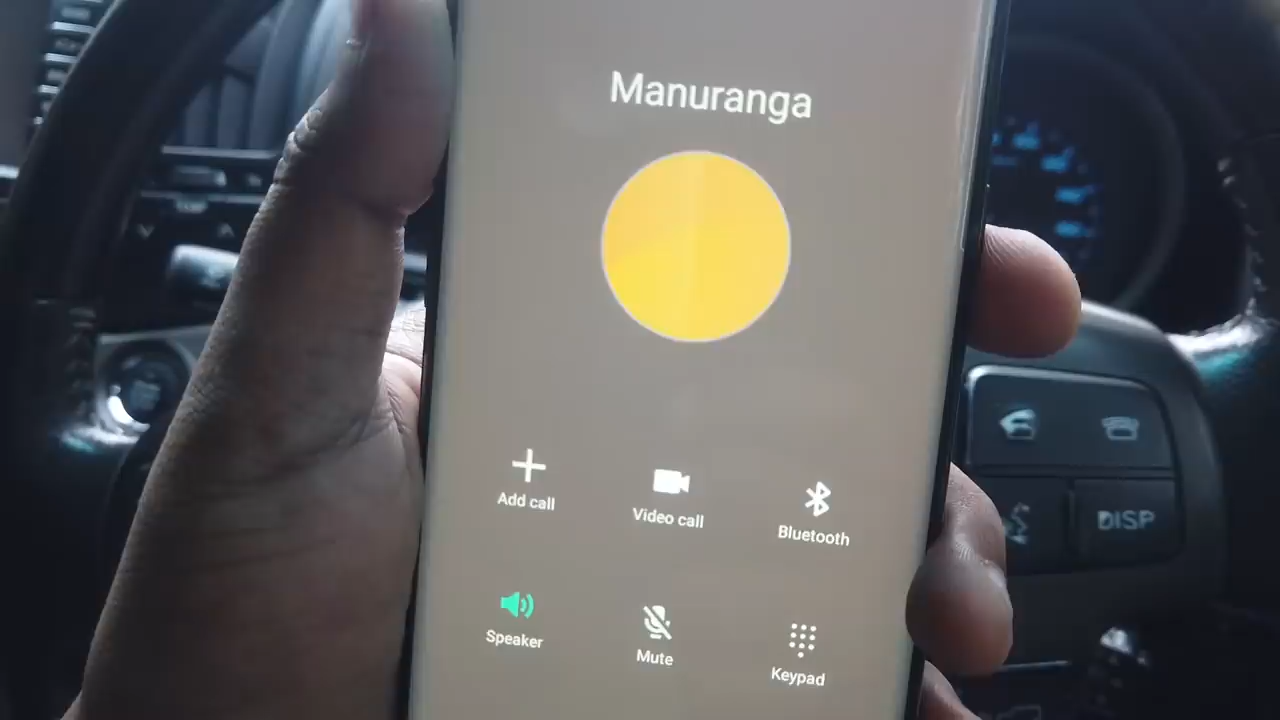 Manuranga
Add call
Video call
Bluetooth
Speaker
Mute
Keypad
DISP